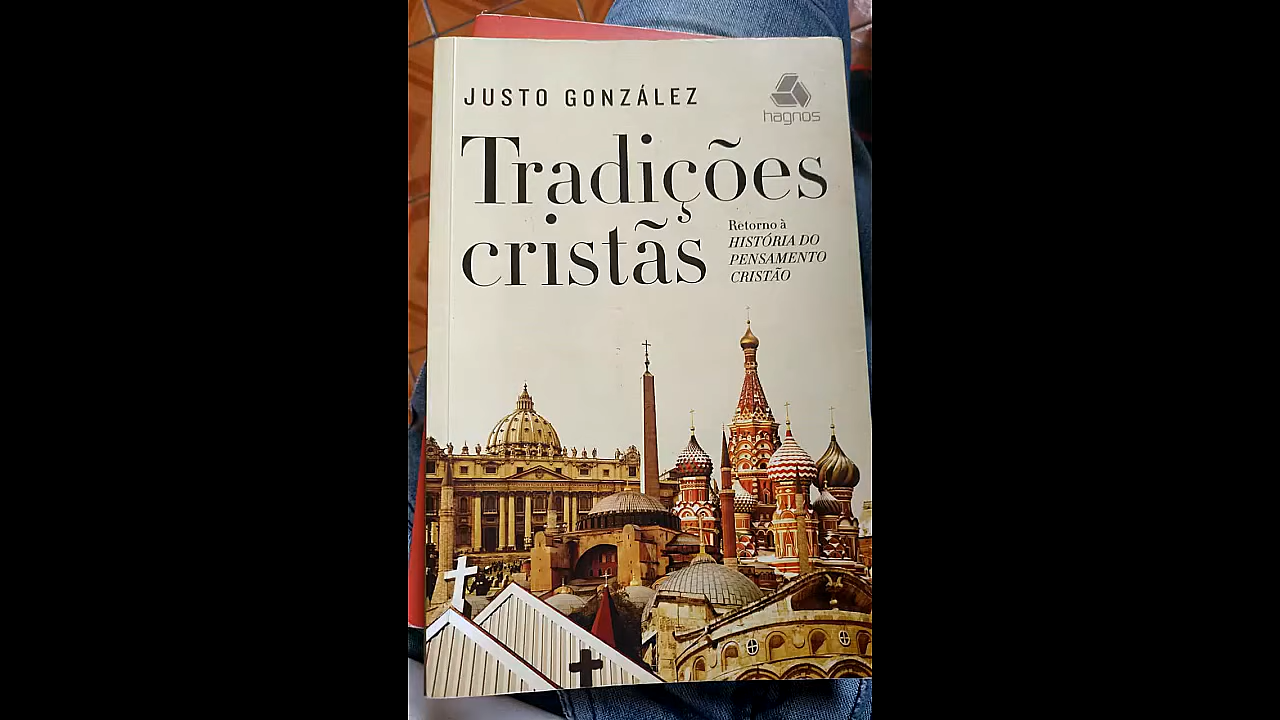 JUSTO GONZÁLEZ
hagnos
Tradições
cristãs
Retorno à
HISTÓRIA DO
PENSAMENTO
CRISTÃO